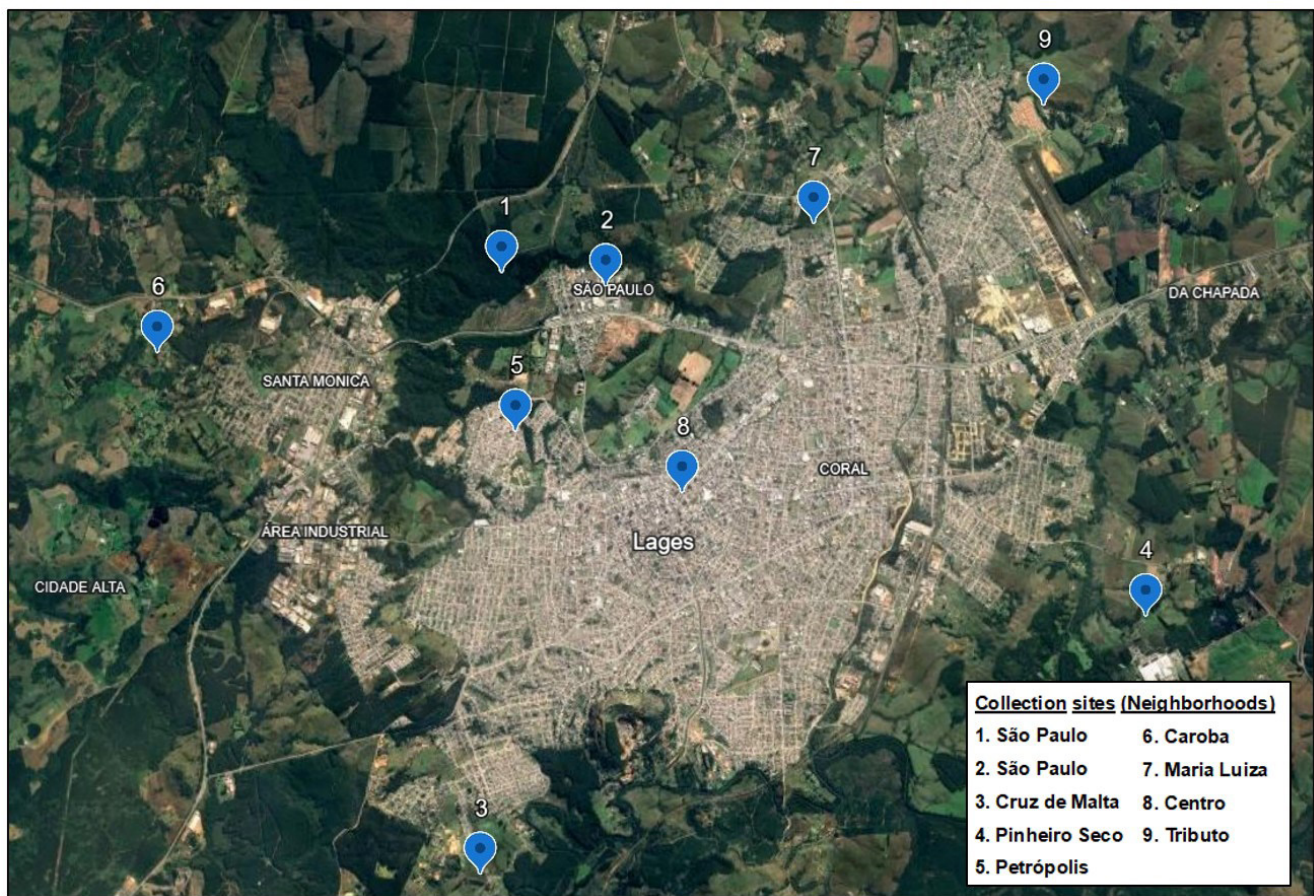 9
7
1
2
SÃO PAULO
DA CHAPADA
6
SANTA MONICA
5
8
CORAL
ÁREA INDUSTRIAL
Lages
4
CIDADE ALTA
3
Collection sites (Neighborhoods)
1. São Paulo
2. São Paulo
3. Cruz de Malta
4. Pinheiro Seco
5. Petrópolis
6. Caroba
7. Maria Luiza
8. Centro
9. Tributo